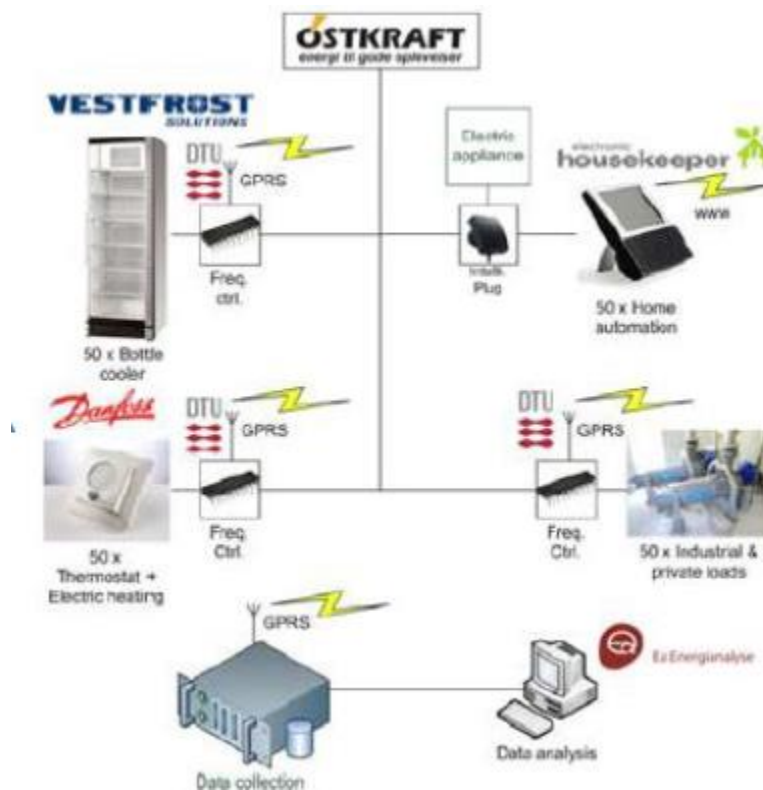 ØSTKRAFT
energi til gode oplevelser
VESTFROST
SOLUTIONS
DTU
GPRS
Freq.
ctrl.
50 x Bottle
cooler
Electric
appliance
Intelli.
Plug
electronic
housekeeper
WWW
50 x Home
automation
Danfoss
DTU
GPRS
Freq.
Ctrl.
50 x
Thermostat +
Electric heating
DTU
GPRS
Freq.
Ctrl.
50 x Industrial &
private loads
GPRS
Data collection
Ea Energianalyse
Data analysis